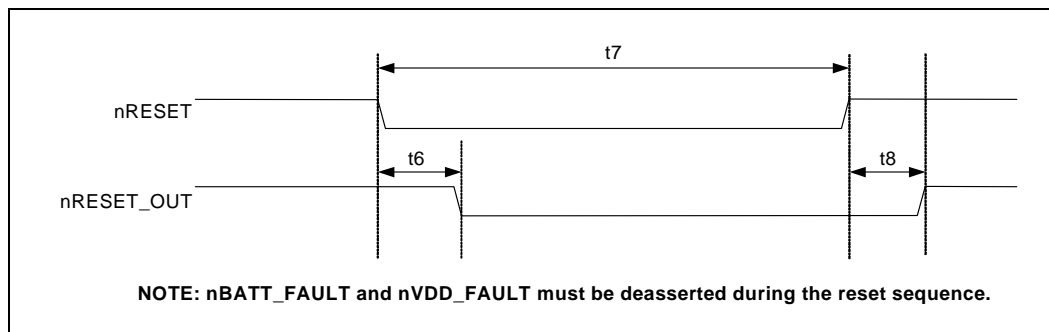 t7
nRESET
t6
t8
nRESET_OUT
NOTE: nBATT_FAULT and nVDD_FAULT must be deasserted during the reset sequence.